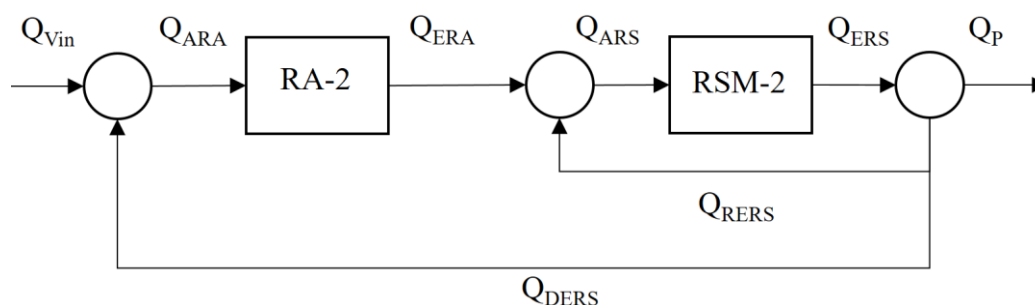 Q_Vin
Q_ARA
RA-2
Q_ERA
Q_ARS
RSM-2
Q_ERS
Q_P
Q_RERS
Q_DERS